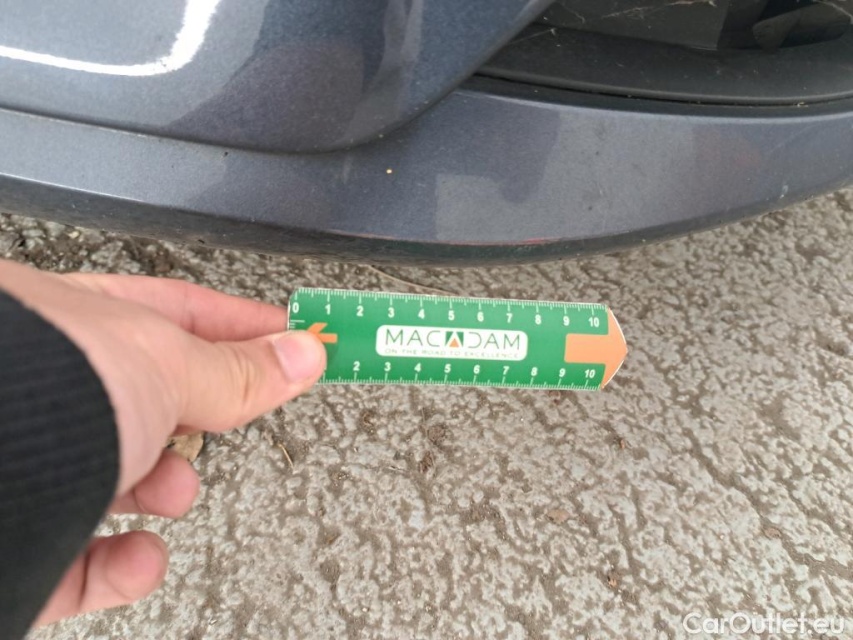 0 1 2 3 4 5 6 7 8 9 10
MACADAM
ON THE ROAD TO EXCELLENCE
2 3 4 5 6 7 8 9 10
CarOutlet.eu